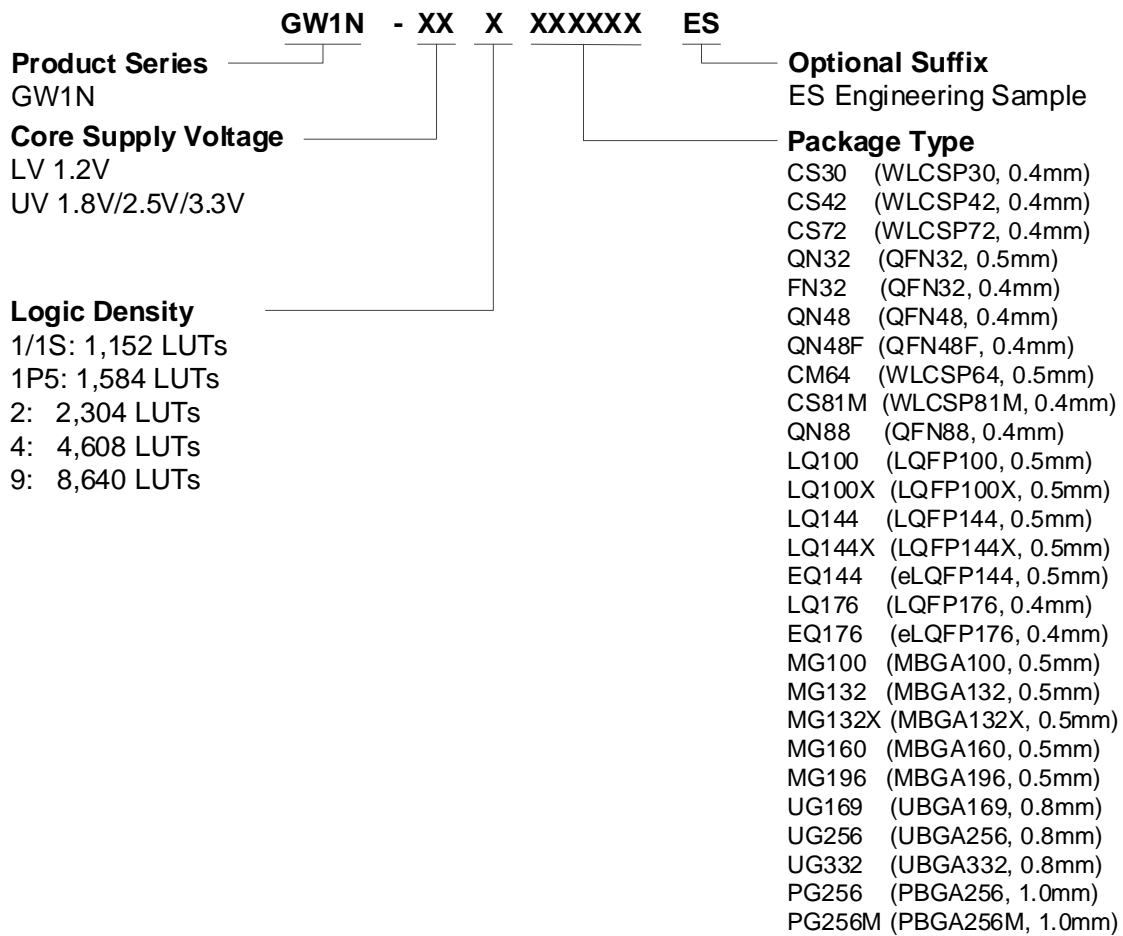 GW1N - XX X XXXXXX ES
Product Series
GW1N
Core Supply Voltage
LV 1.2V
UV 1.8V/2.5V/3.3V
Logic Density
1/1S: 1,152 LUTs
1P5: 1,584 LUTs
2: 2,304 LUTs
4: 4,608 LUTs
9: 8,640 LUTs
Optional Suffix
ES Engineering Sample
Package Type
CS30 (WLCSP30, 0.4mm)
CS42 (WLCSP42, 0.4mm)
CS72 (WLCSP72, 0.4mm)
QN32 (QFN32, 0.5mm)
FN32 (QFN32, 0.4mm)
QN48 (QFN48, 0.4mm)
QN48F (QFN48F, 0.4mm)
CM64 (WLCSP64, 0.5mm)
CS81M (WLCSP81M, 0.4mm)
QN88 (QFN88, 0.4mm)
LQ100 (LQFP100, 0.5mm)
LQ100X (LQFP100X, 0.5mm)
LQ144 (LQFP144, 0.5mm)
LQ144X (LQFP144X, 0.5mm)
EQ144 (eLQFP144, 0.5mm)
LQ176 (LQFP176, 0.4mm)
EQ176 (eLQFP176, 0.4mm)
MG100 (MBGA100, 0.5mm)
MG132 (MBGA132, 0.5mm)
MG132X (MBGA132X, 0.5mm)
MG160 (MBGA160, 0.5mm)
MG196 (MBGA196, 0.5mm)
UG169 (UBGA169, 0.8mm)
UG256 (UBGA256, 0.8mm)
UG332 (UBGA332, 0.8mm)
PG256 (PBGA256, 1.0mm)
PG256M (PBGA256M, 1.0mm)